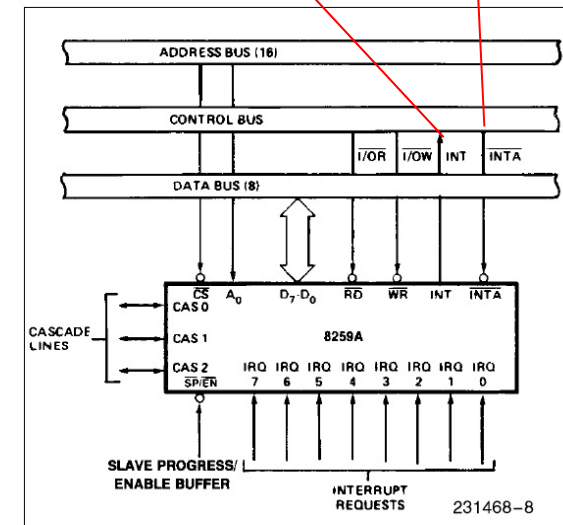 ADDRESS BUS (16)
CONTROL BUS
I/OR I/OW INT INTA
DATA BUS (8)
CS A0 D7-D0 RD WR INT INTA
CAS 0
CASCADE
LINES
CAS 1
8259A
CAS 2
IRQ IRQ IRQ IRQ IRQ IRQ IRQ IRQ
SP/EN 7 6 5 4 3 2 1 0
SLAVE PROGRESS/
ENABLE BUFFER
INTERRUPT
REQUESTS
231468-8